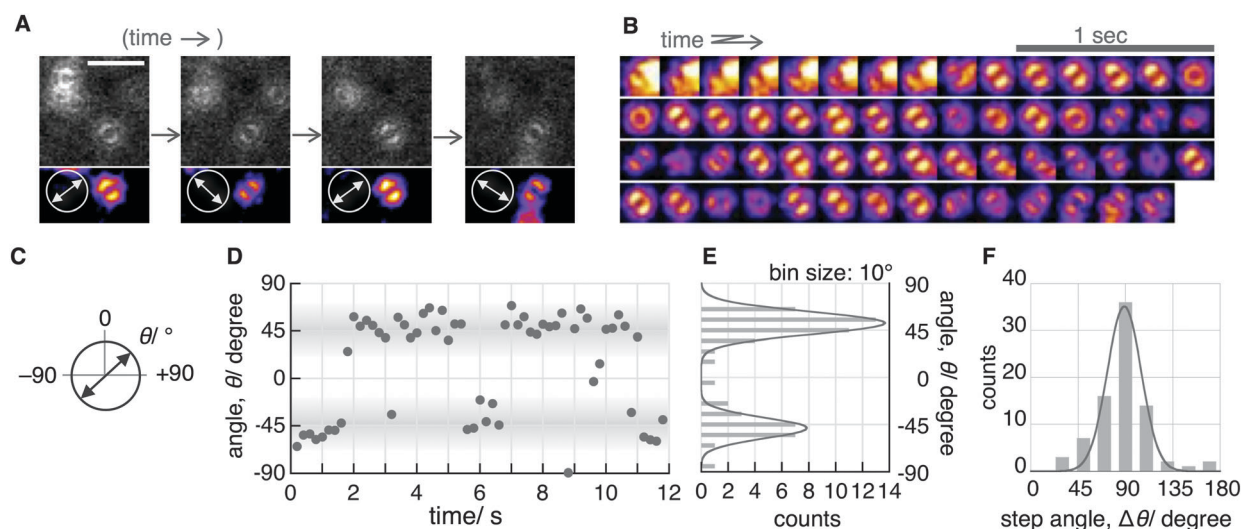 A
(time → )
B
time
1 sec
C
0
θ/ °
–90
+90
D
angle, θ/ degree
90
45
0
-45
-90
0 2 4 6 8 10 12
time/ s
E
bin size: 10°
90
45
0
-45
-90
angle, θ/ degree
0 2 4 6 8 10 12 14
counts
F
counts
40
30
20
10
0
0 45 90 135 180
step angle, Δθ/ degree